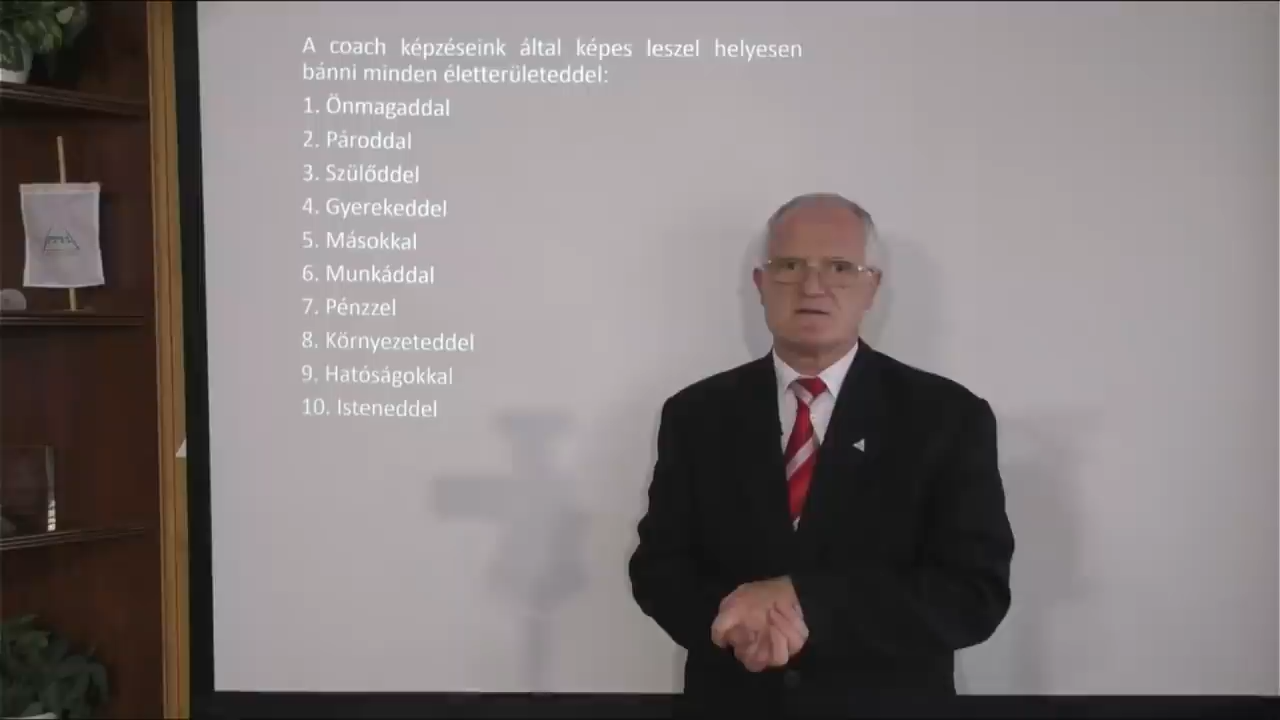 A coach képzéseink által képes leszel helyesen
bánni minden életterületeddel:
1. Önmagaddal
2. Pároddal
3. Szülőddel
4. Gyerekeddel
5. Másokkal
6. Munkáddal
7. Pénzzel
8. Környezeteddel
9. Hatóságokkal
10. Isteneddel